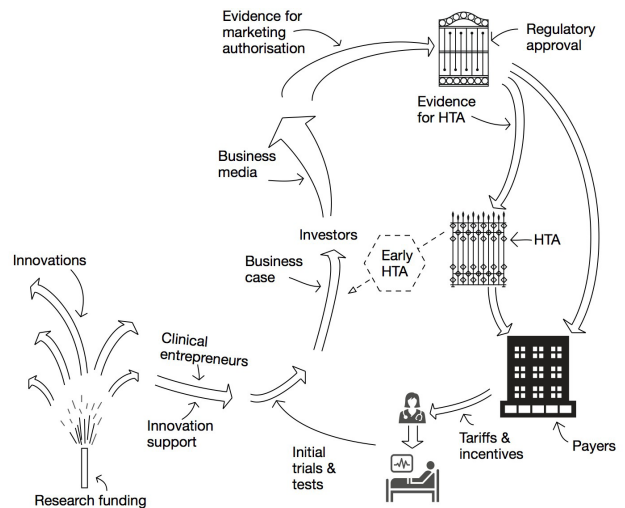 Evidence for
marketing
authorisation
Regulatory
approval
Evidence
for HTA
Business
media
Investors
Early
HTA
HTA
Business
case
Innovations
Clinical
entrepreneurs
Innovation
support
Initial
trials &
tests
Tariffs &
incentives
Payers
Research funding